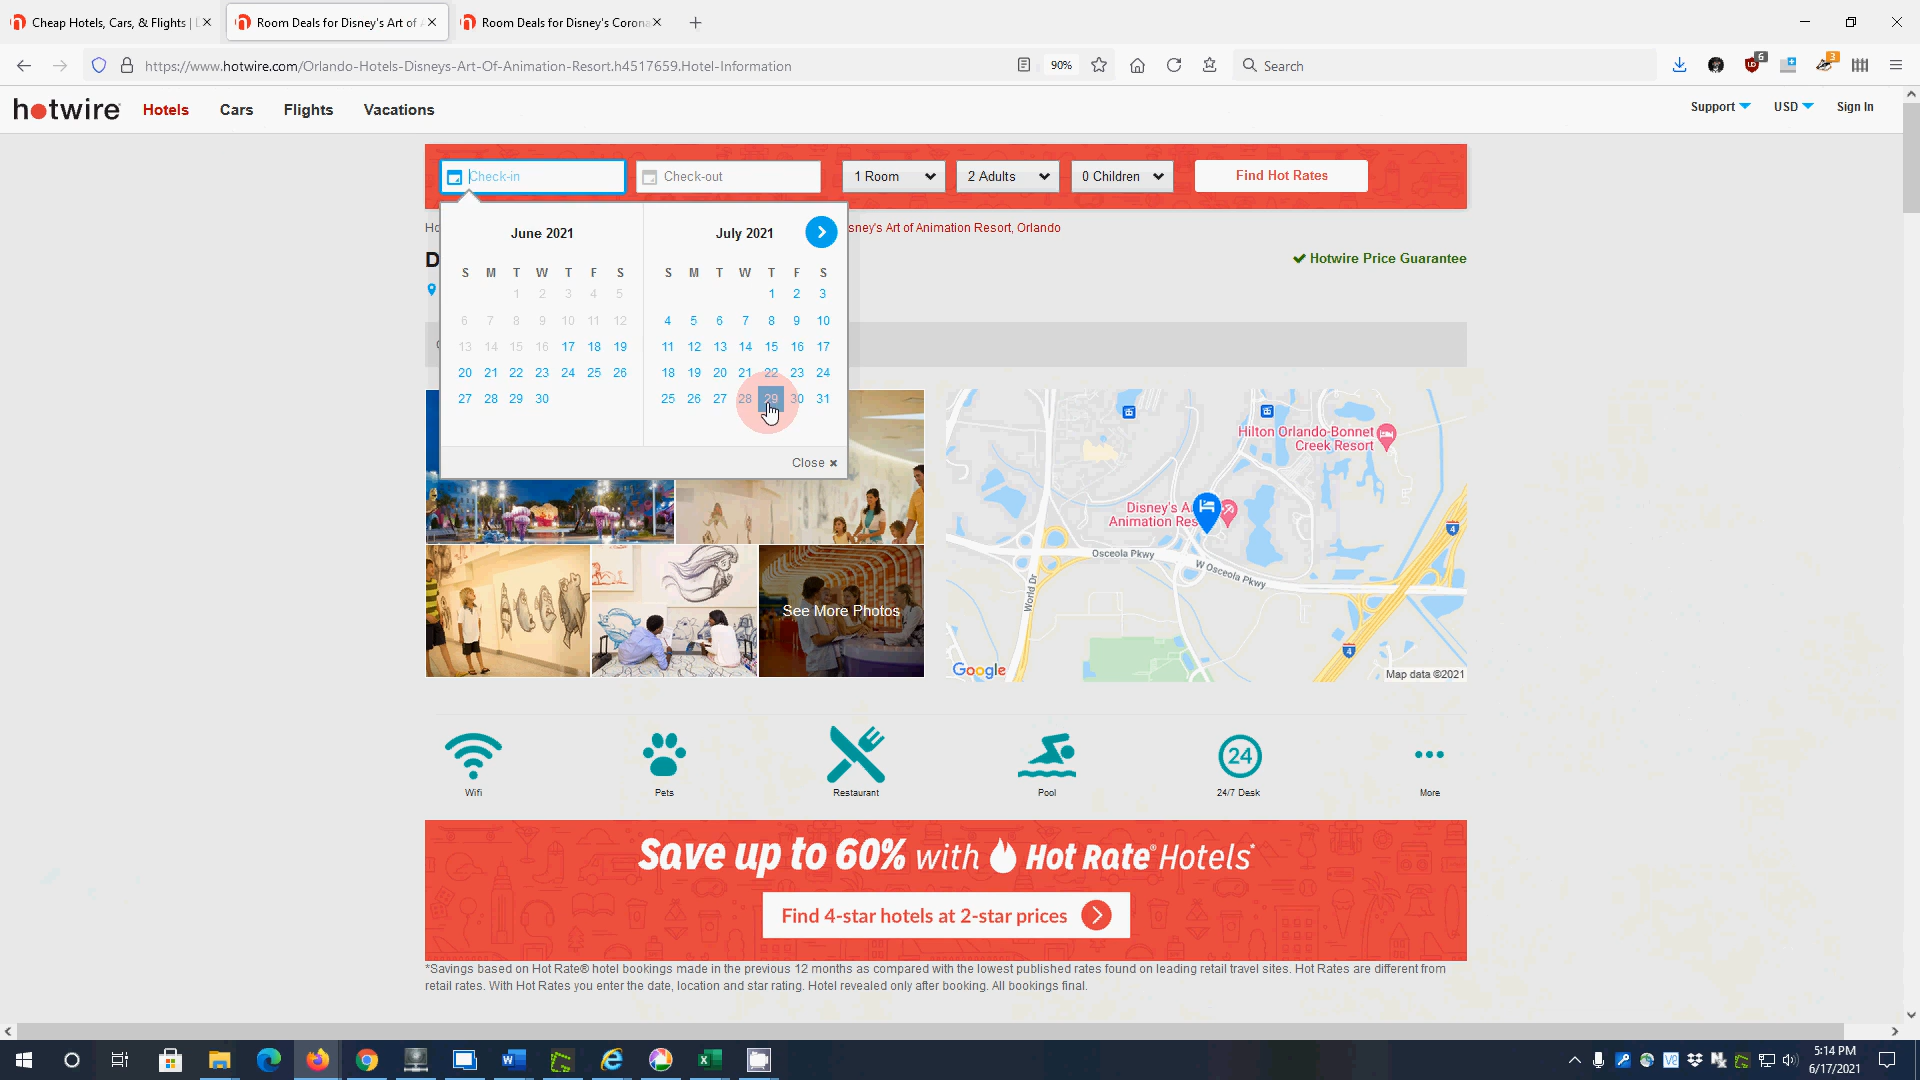 Cheap Hotels, Cars, & Flights |
Room Deals for Disney's Art of
Room Deals for Disney's Corona
https://www.hotwire.com/Orlando-Hotels-Disneys-Art-Of-Animation-Resort.h4517659.Hotel-Information
90%
Search
6
3
hotwire
Hotels
Cars
Flights
Vacations
Support
USD
Sign In
Check-in
Check-out
1 Room
2 Adults
0 Children
Find Hot Rates
Ho
sney's Art of Animation Resort, Orlando
D
Hotwire Price Guarantee
June 2021
July 2021
S M T W T F S
S M T W T F S
1 2 3 4 5
1 2 3
6 7 8 9 10 11 12
4 5 6 7 8 9 10
13 14 15 16 17 18 19
11 12 13 14 15 16 17
20 21 22 23 24 25 26
18 19 20 21 22 23 24
27 28 29 30
25 26 27 28 29 30 31
Close ×
Hilton Orlando-Bonnet
Creek Resort
Disney's A
Animation Res
Osceola Pkwy
W Osceola Pkwy
World Dr
4
4
Google
Map data ©2021
See More Photos
Wifi
Pets
Restaurant
Pool
24
24/7 Desk
More
Save up to 60% with Hot Rate® Hotels*
Find 4-star hotels at 2-star prices
*Savings based on Hot Rate® hotel bookings made in the previous 12 months as compared with the lowest published rates found on leading retail travel sites. Hot Rates are different from
retail rates. With Hot Rates you enter the date, location and star rating. Hotel revealed only after booking. All bookings final.
5:14 PM
6/17/2021